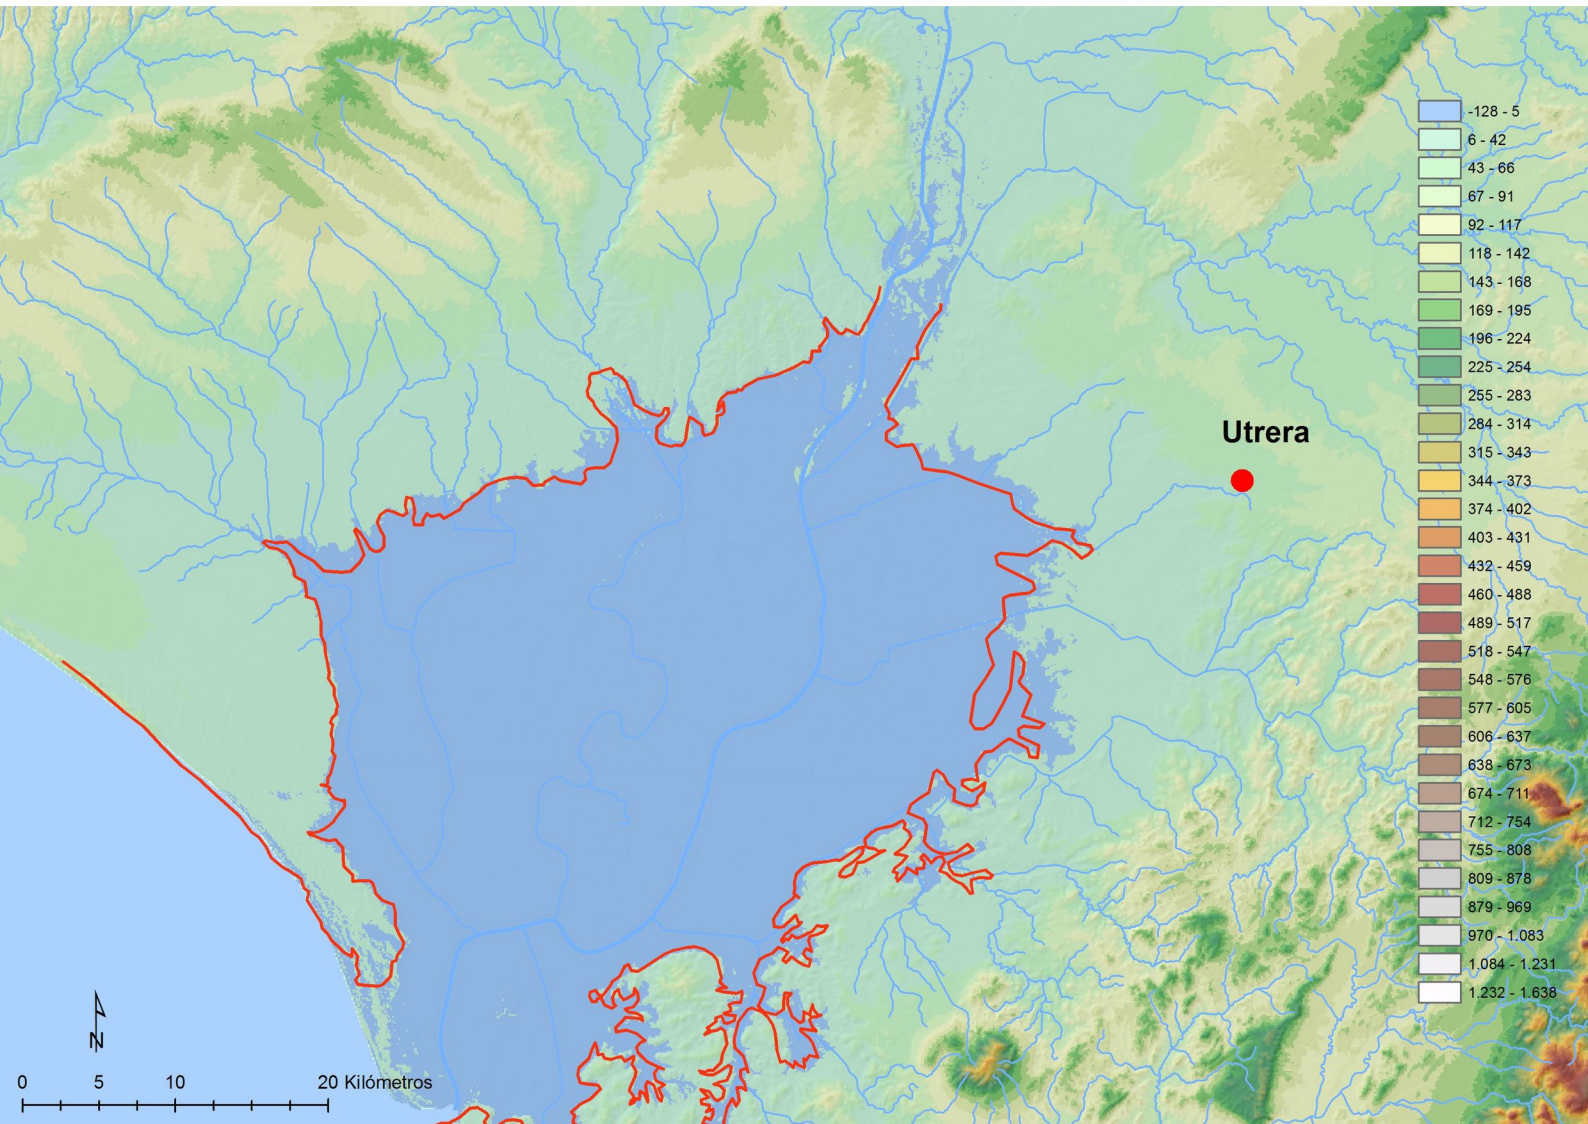 -128 - 5
6 - 42
43 - 66
67 - 91
92 - 117
118 - 142
143 - 168
169 - 195
196 - 224
225 - 254
255 - 283
284 - 314
315 - 343
344 - 373
374 - 402
403 - 431
432 - 459
460 - 488
489 - 517
518 - 547
548 - 576
577 - 605
606 - 637
638 - 673
674 - 711
712 - 754
755 - 808
809 - 878
879 - 969
970 - 1.083
1.084 - 1.231
1.232 - 1.638
Utrera
N
0 5 10 20 Kilómetros